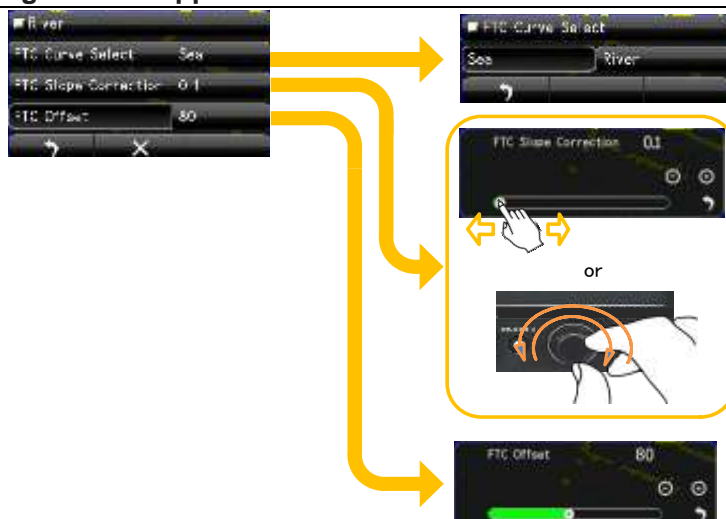 River
FTC Curve Select Sea
FTC Slope Correction 0.1
FTC Offset 80
FTC Curve Select
Sea River
FTC Slope Correction 0.1
or
FTC Offset 80